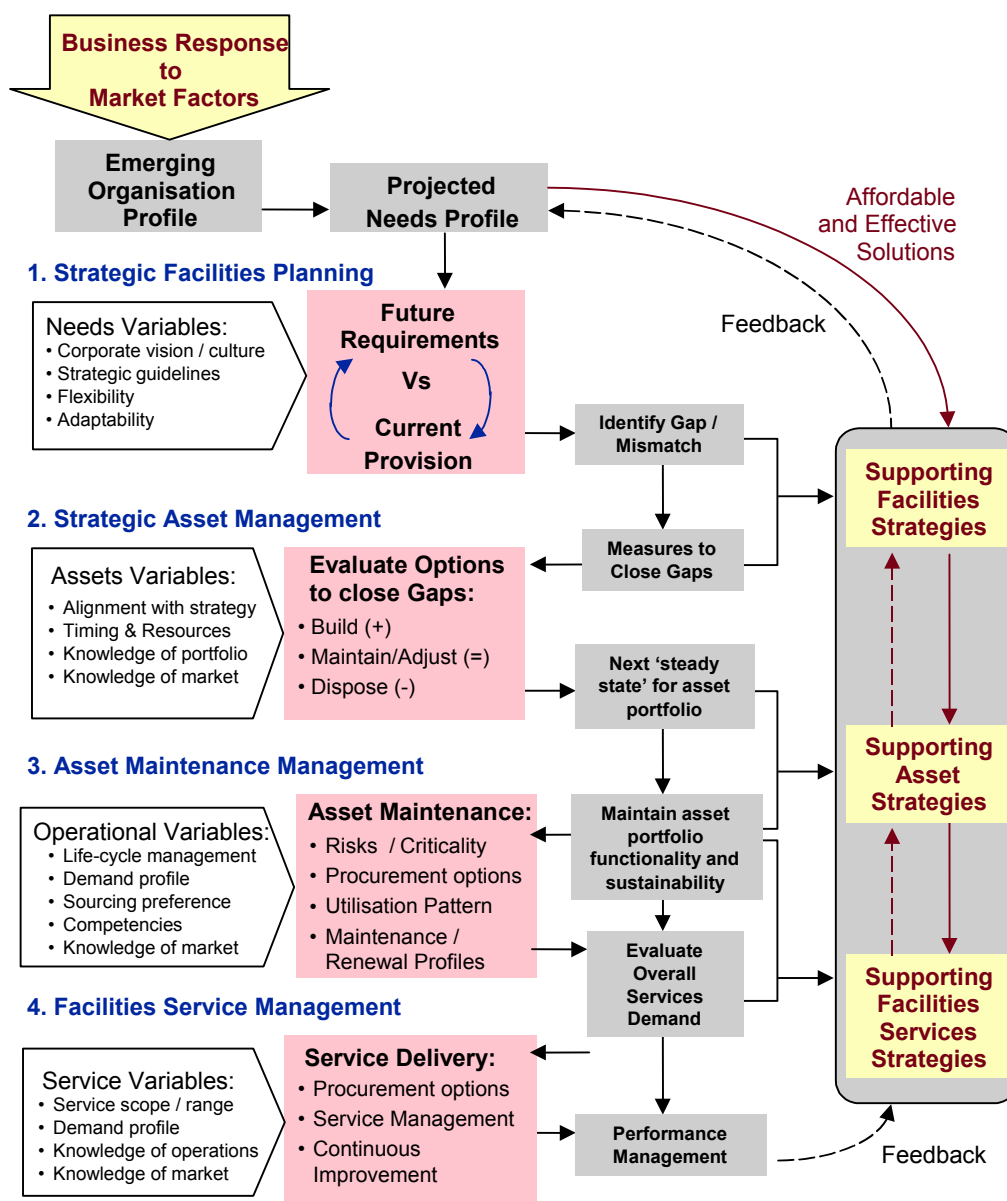 Business Response
to
Market Factors
Emerging
Organisation
Profile
Projected
Needs Profile
Affordable
and Effective
Solutions
Feedback
1. Strategic Facilities Planning
Needs Variables:
• Corporate vision / culture
• Strategic guidelines
• Flexibility
• Adaptability
Future
Requirements
Vs
Current
Provision
Identify Gap /
Mismatch
Measures to
Close Gaps
Supporting
Facilities
Strategies
2. Strategic Asset Management
Assets Variables:
• Alignment with strategy
• Timing & Resources
• Knowledge of portfolio
• Knowledge of market
Evaluate Options
to close Gaps:
• Build (+)
• Maintain/Adjust (=)
• Dispose (-)
Next ‘steady
state’ for asset
portfolio
Supporting
Asset
Strategies
3. Asset Maintenance Management
Operational Variables:
• Life-cycle management
• Demand profile
• Sourcing preference
• Competencies
• Knowledge of market
Asset Maintenance:
• Risks / Criticality
• Procurement options
• Utilisation Pattern
• Maintenance /
Renewal Profiles
Maintain asset
portfolio
functionality and
sustainability
Evaluate
Overall
Services
Demand
Supporting
Facilities
Services
Strategies
4. Facilities Service Management
Service Variables:
• Service scope / range
• Demand profile
• Knowledge of operations
• Knowledge of market
Service Delivery:
• Procurement options
• Service Management
• Continuous
Improvement
Performance
Management
Feedback